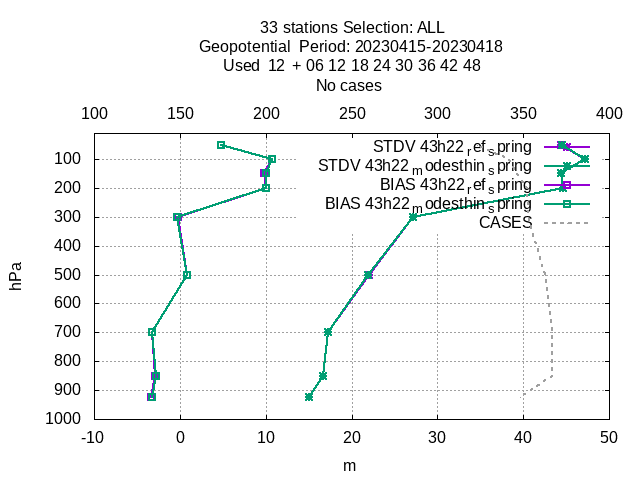 33 stations Selection: ALL
Geopotential Period: 20230415-20230418
Used 12 + 06 12 18 24 30 36 42 48
No cases
100 150 200 250 300 350 400
STDV 43h22_ref_spring
STDV 43h22_modesthin_spring
BIAS 43h22_ref_spring
BIAS 43h22_modesthin_spring
CASES
100
200
300
400
500
600
700
800
900
1000
hPa
-10 0 10 20 30 40 50
m